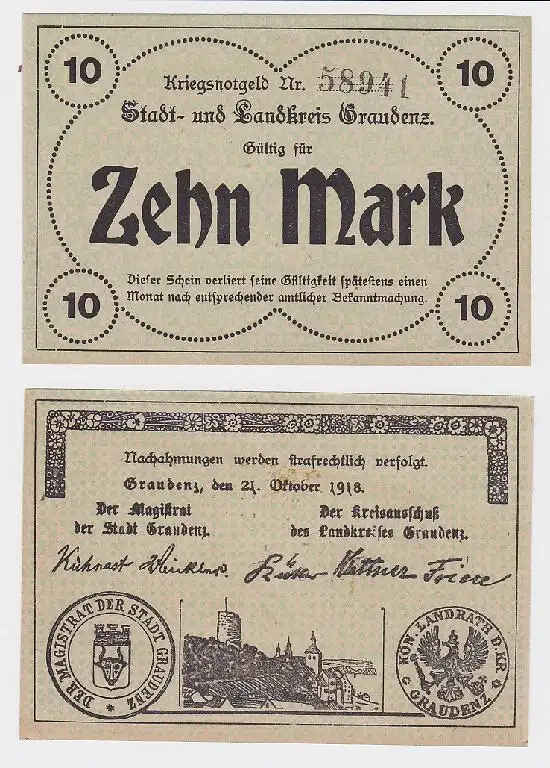 10
10
Kriegsnotgeld Nr. 58941
Stadt- und Landkreis Graudenz.
Gültig für
Zehn Mark
Dieser Schein verliert seine Gültigkeit spätestens einen
Monat nach entsprechender amtlicher Bekanntmachung.
10
10
Nachahmungen werden strafrechtlich verfolgt.
Graudenz, den 21. Oktober 1918.
Der Magistrat
der Stadt Graudenz.
Der Kreisausschuß
des Landkreises Graudenz.
Kühnast
Kattner
DER MAGISTRAT DER STADT GRAUDENZ
KÖN. LANDRATH D. KR. GRAUDENZ